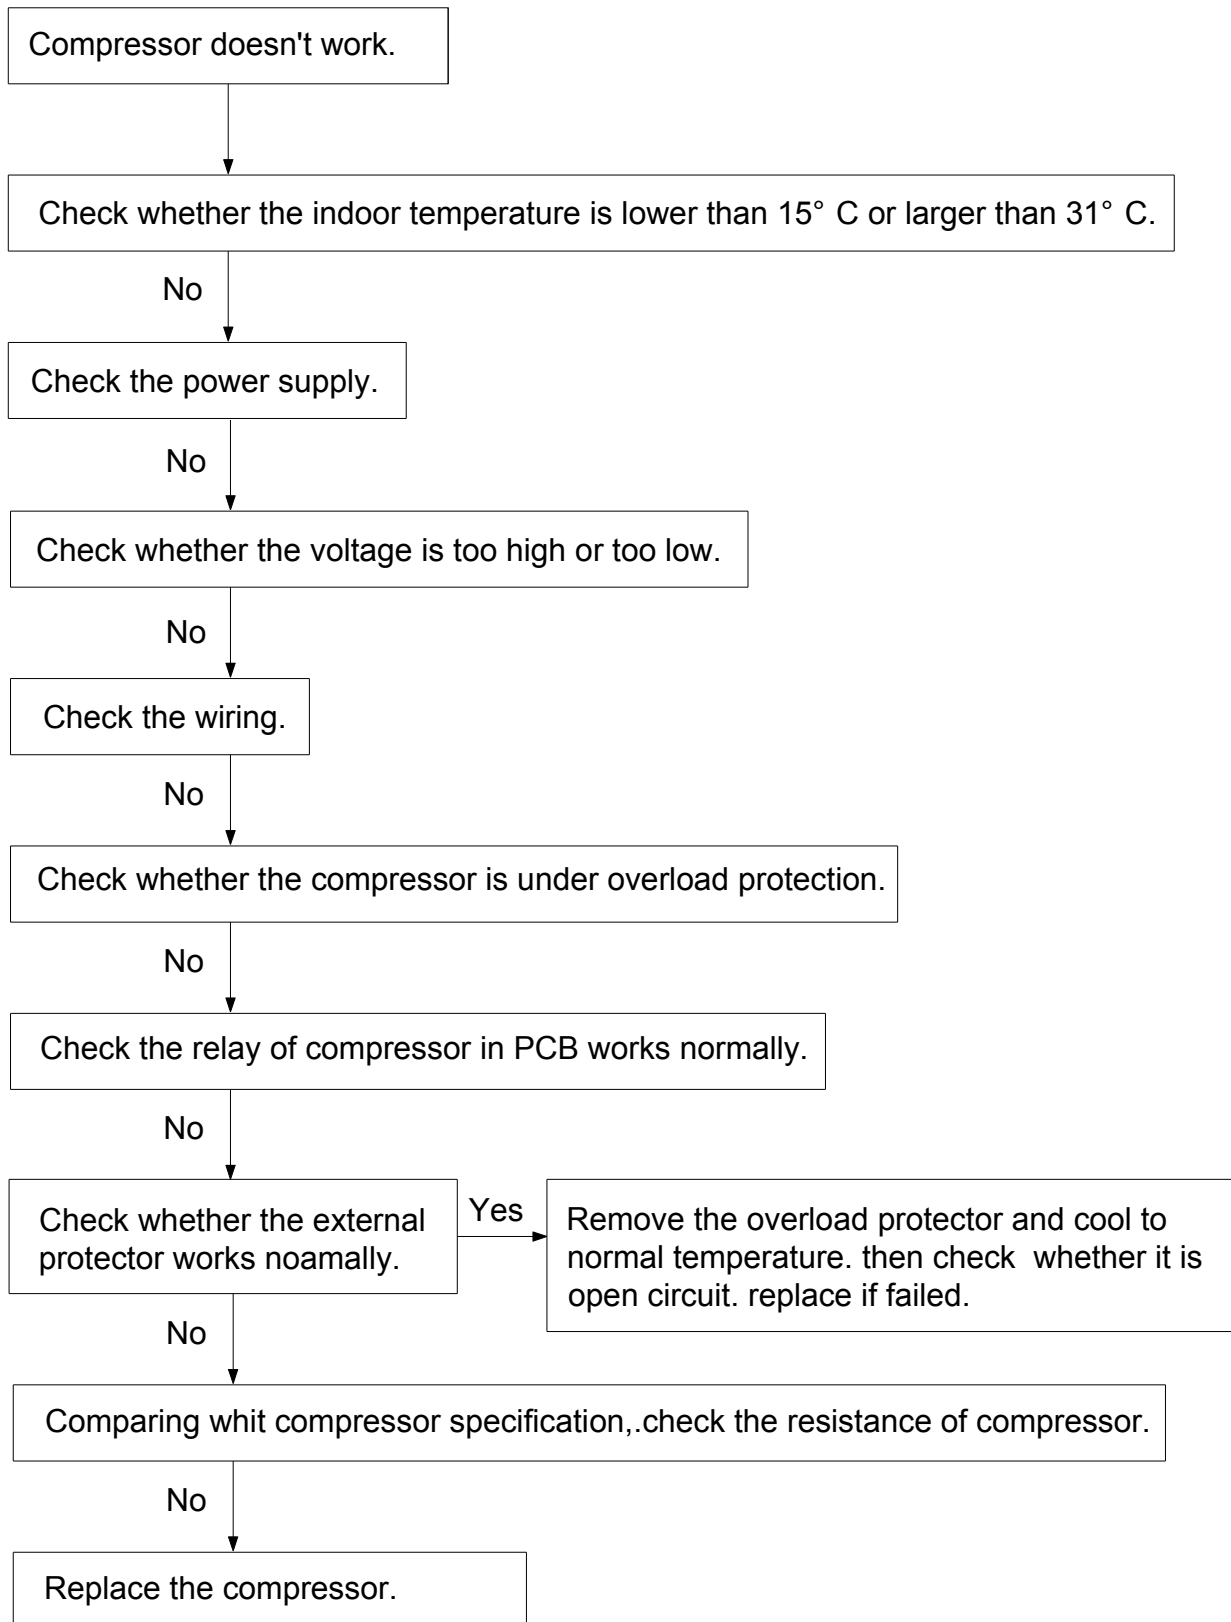 Compressor doesn't work.
Check whether the indoor temperature is lower than 15° C or larger than 31° C.
No
Check the power supply.
No
Check whether the voltage is too high or too low.
No
Check the wiring.
No
Check whether the compressor is under overload protection.
No
Check the relay of compressor in PCB works normally.
No
Check whether the external
protector works noamally.
Yes
Remove the overload protector and cool to
normal temperature. then check whether it is
open circuit. replace if failed.
No
Comparing whit compressor specification,.check the resistance of compressor.
No
Replace the compressor.